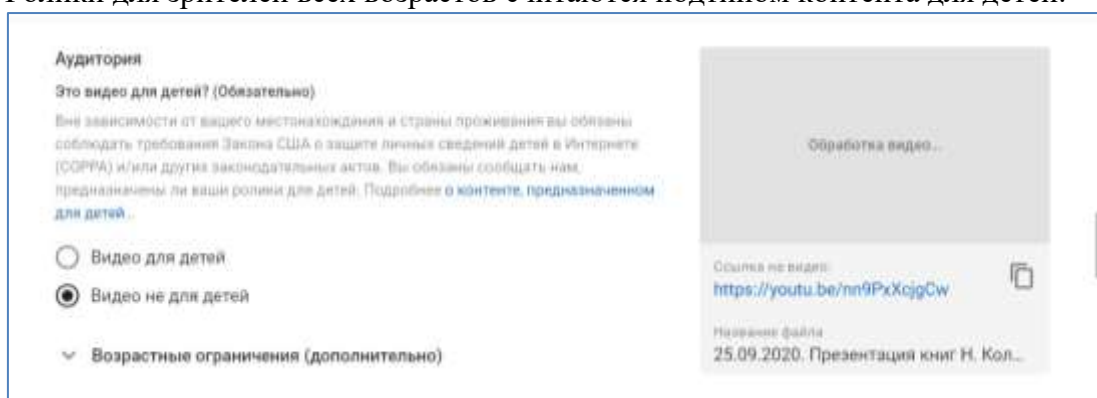 Ролики для зрителей всех возрастов считаются подтипом контента для детей.
Аудитория
Это видео для детей? (Обязательно)
Вне зависимости от вашего местонахождения и страны проживания вы обязаны
соблюдать требования Закона США о защите личных сведений детей в Интернете
(COPPA) и/или других законодательных актов. Вы обязаны сообщать нам,
предназначены ли ваши ролики для детей. Подробнее о контенте, предназначенном
для детей...
Видео для детей
Видео не для детей
Возрастные ограничения (дополнительно)
Обработка видео...
Ссылка на видео
https://youtu.be/nn9PxXcjgCw
Название файла
25.09.2020. Презентация книг Н. Кол...